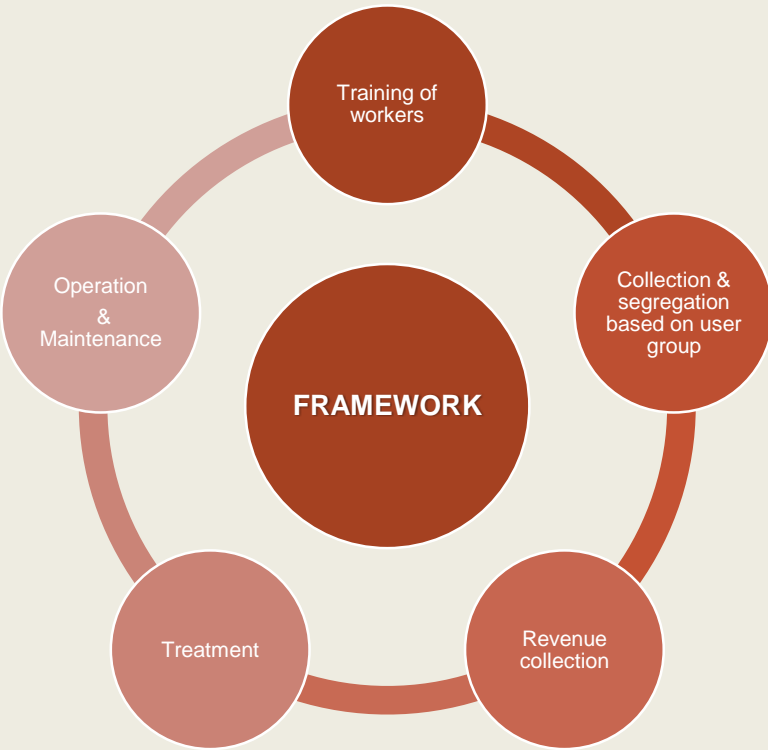 Training of
workers
Collection &
segregation
based on user
group
Operation
&
Maintenance
FRAMEWORK
Revenue
collection
Treatment